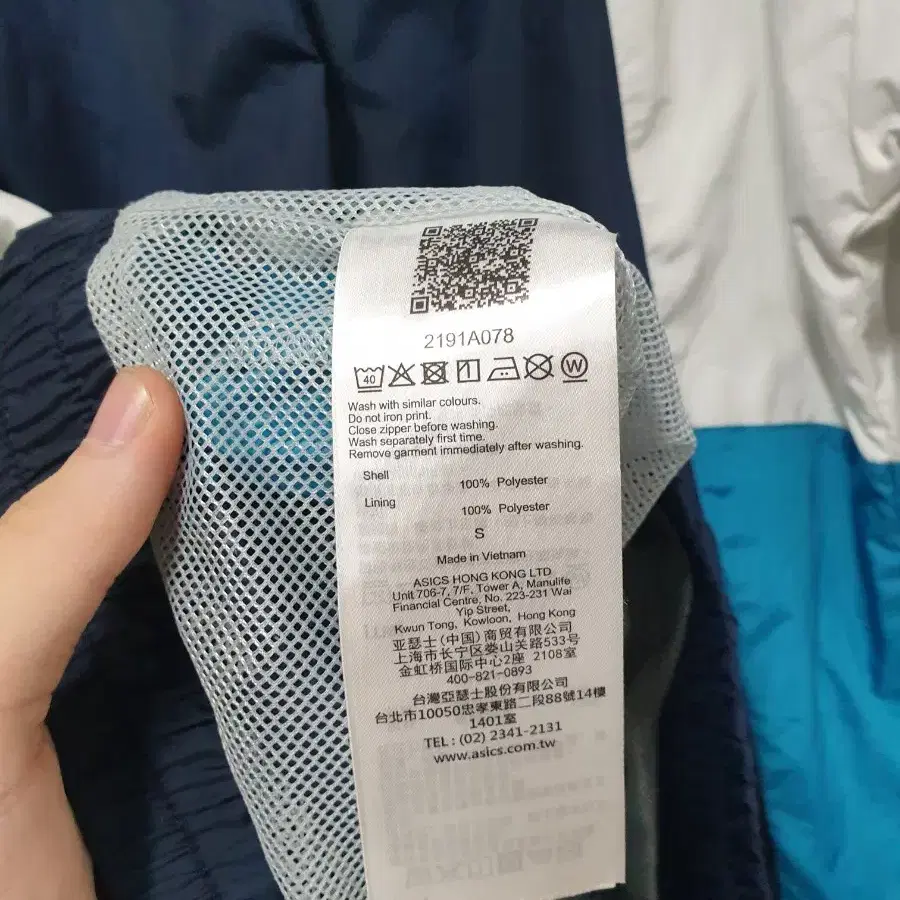 2191A078
40
W
Wash with similar colours.
Do not iron print.
Close zipper before washing.
Wash separately first time.
Remove garment immediately after washing.
Shell
100% Polyester
Lining
100% Polyester
S
Made in Vietnam
ASICS HONG KONG LTD
Unit 706-7, 7/F, Tower A, Manulife
Financial Centre, No. 223-231 Wai
Yip Street,
Kwun Tong, Kowloon, Hong Kong
亚瑟士(中国)商贸有限公司
上海市长宁区娄山关路533号
金虹桥国际中心2座 2108室
400-821-0893
台灣亞瑟士股份有限公司
台北市10050忠孝東路二段88號14樓
1401室
TEL:(02) 2341-2131
www.asics.com.tw